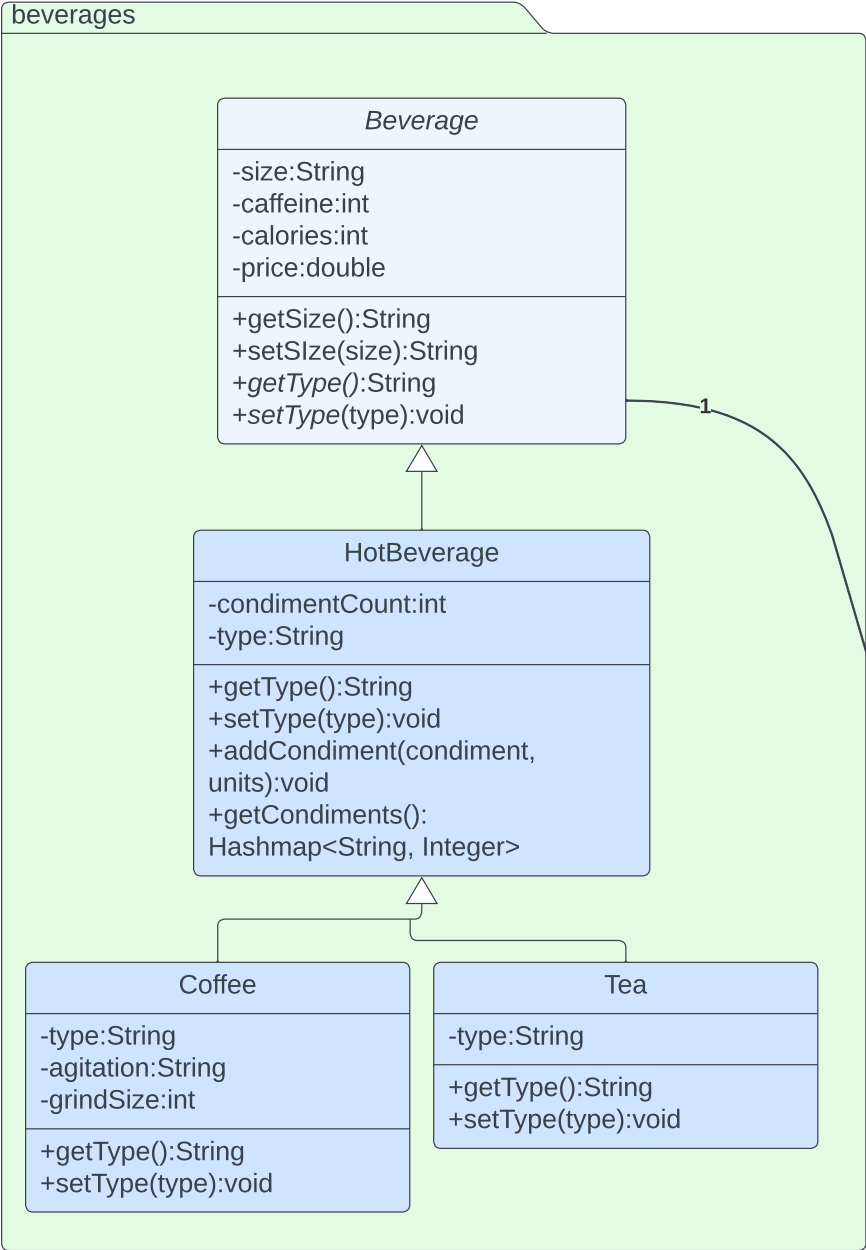 beverages
Beverage
-size:String
-caffeine:int
-calories:int
-price:double
+getSize():String
+setSIze(size):String
+getType():String
+setType(type):void
1
HotBeverage
-condimentCount:int
-type:String
+getType():String
+setType(type):void
+addCondiment(condiment,
units):void
+getCondiments():
Hashmap<String, Integer>
Coffee
-type:String
-agitation:String
-grindSize:int
+getType():String
+setType(type):void
Tea
-type:String
+getType():String
+setType(type):void